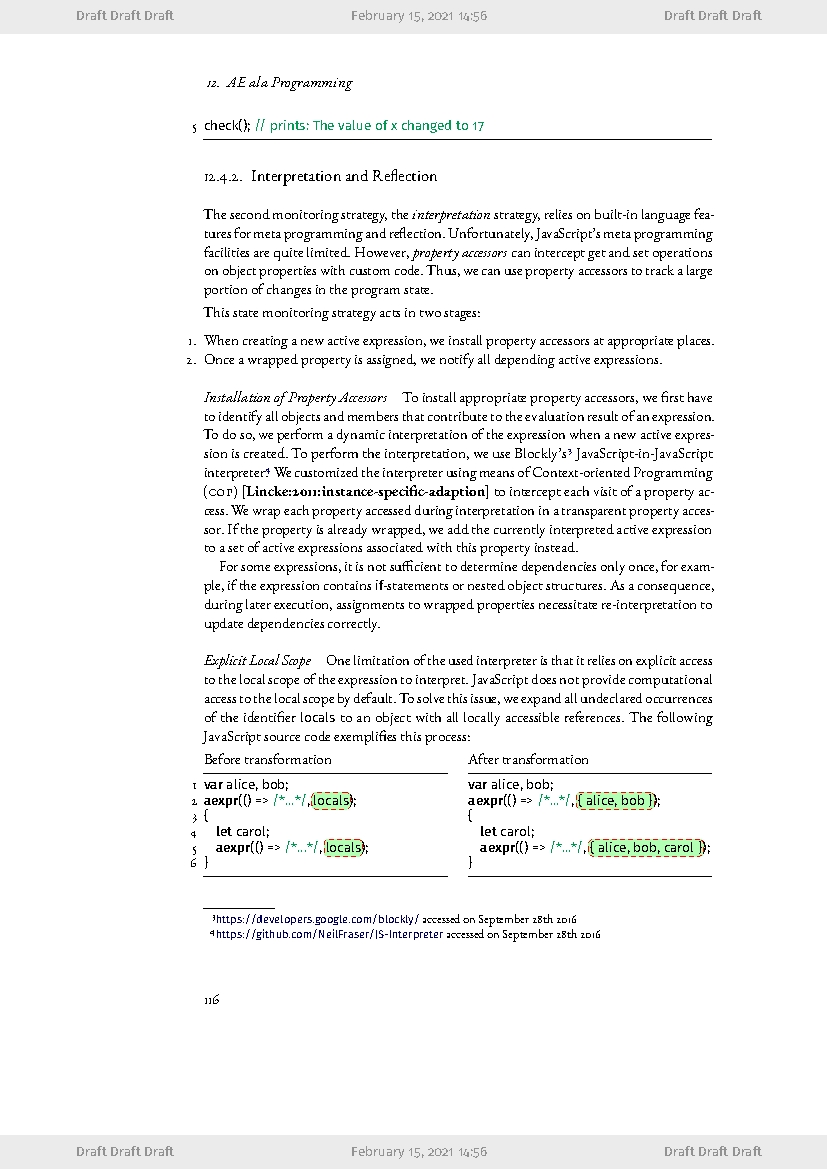 Draft Draft Draft February 15, 2021 14:56 Draft Draft Draft
12. AE ala Programming
5 check(); // prints: The value of x changed to 17
12.4.2. Interpretation and Reflection
The second monitoring strategy, the interpretation strategy, relies on built-in language fea-
tures for meta programming and reflection. Unfortunately, JavaScript's meta programming
facilities are quite limited. However, property accessors can intercept get and set operations
on object properties with custom code. Thus, we can use property accessors to track a large
portion of changes in the program state.
This state monitoring strategy acts in two stages:
1. When creating a new active expression, we install property accessors at appropriate places.
2. Once a wrapped property is assigned, we notify all depending active expressions.
Installation of Property Accessors To install appropriate property accessors, we first have
to identify all objects and members that contribute to the evaluation result of an expression.
To do so, we perform a dynamic interpretation of the expression when a new active expres-
sion is created. To perform the interpretation, we use Blockly's³ JavaScript-in-JavaScript
interpreter⁴. We customized the interpreter using means of Context-oriented Programming
(COP) [Lincke:2011:instance-specific-adaption] to intercept each visit of a property ac-
cess. We wrap each property accessed during interpretation in a transparent property acces-
sor. If the property is already wrapped, we add the currently interpreted active expression
to a set of active expressions associated with this property instead.
For some expressions, it is not sufficient to determine dependencies only once, for exam-
ple, if the expression contains if-statements or nested object structures. As a consequence,
during later execution, assignments to wrapped properties necessitate re-interpretation to
update dependencies correctly.
Explicit Local Scope One limitation of the used interpreter is that it relies on explicit access
to the local scope of the expression to interpret. JavaScript does not provide computational
access to the local scope by default. To solve this issue, we expand all undeclared occurrences
of the identifier locals to an object with all locally accessible references. The following
JavaScript source code exemplifies this process:
Before transformation
1 var alice, bob;
2 aexpr(() => /*...*/, locals);
3 {
4 let carol;
5 aexpr(() => /*...*/, locals);
6 }
After transformation
var alice, bob;
aexpr(() => /*...*/, { alice, bob });
{
let carol;
aexpr(() => /*...*/, { alice, bob, carol });
}
³https://developers.google.com/blockly/ accessed on September 28th 2016
⁴https://github.com/NeilFraser/JS-Interpreter accessed on September 28th 2016
116
Draft Draft Draft February 15, 2021 14:56 Draft Draft Draft